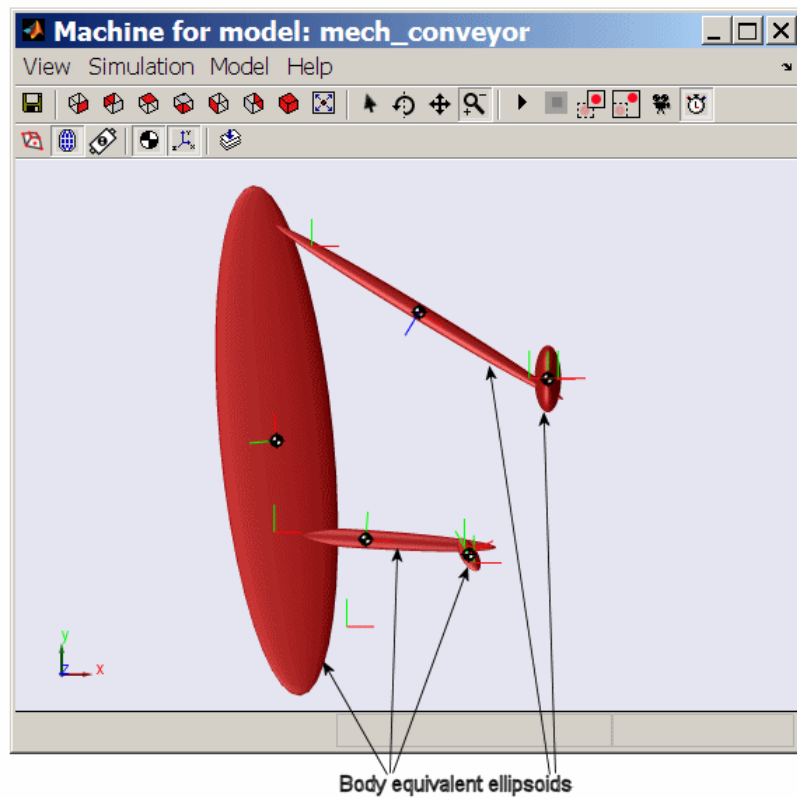 Machine for model: mech_conveyor
View Simulation Model Help
y
z x
Body equivalent ellipsoids